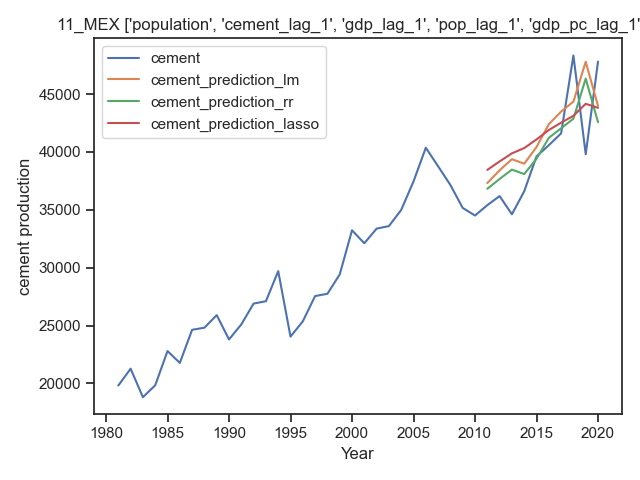 11_MEX ['population', 'cement_lag_1', 'gdp_lag_1', 'pop_lag_1', 'gdp_pc_lag_1'
cement
cement_prediction_lm
cement_prediction_rr
cement_prediction_lasso
cement production
45000
40000
35000
30000
25000
20000
1980 1985 1990 1995 2000 2005 2010 2015 2020
Year